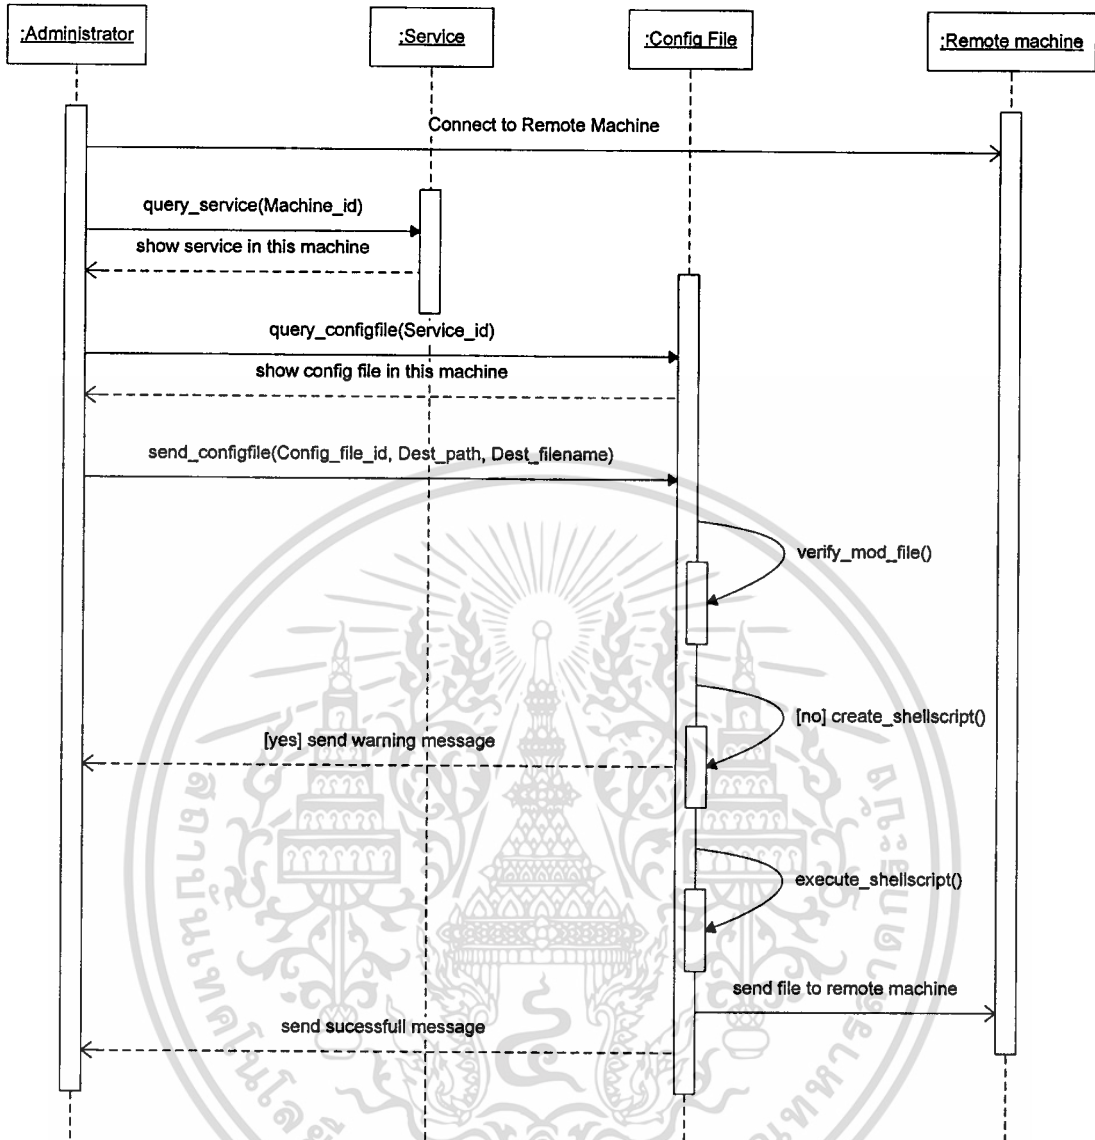 :Administrator
:Service
:Config File
:Remote machine
Connect to Remote Machine
query_service(Machine_id)
show service in this machine
query_configfile(Service_id)
show config file in this machine
send_configfile(Config_file_id, Dest_path, Dest_filename)
verify_mod_file()
[no] create_shellscript()
[yes] send warning message
execute_shellscript()
send file to remote machine
send sucessfull message